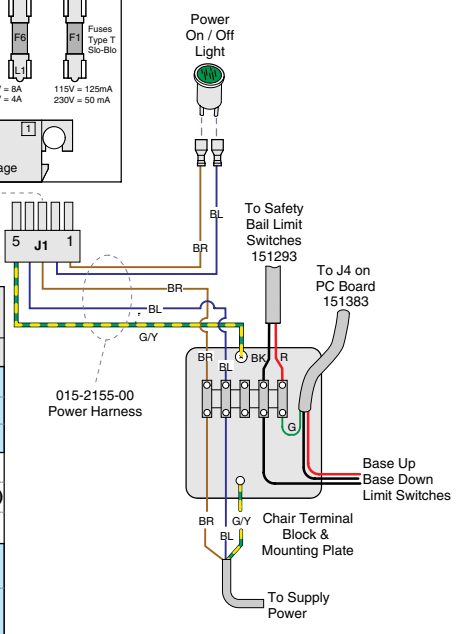 Power
On / Off
Light
F6
F1
Fuses
Type T
Slo-Blo
L1
= 8A
= 4A
115V = 125mA
230V = 50 mA
1
age
5
J1
1
BL
BR
To Safety
Bail Limit
Switches
151293
To J4 on
PC Board
151383
BR
BL
G/Y
BR
BL
BK
R
015-2155-00
Power Harness
G
Base Up
Base Down
Limit Switches
BR
G/Y
BL
Chair Terminal
Block &
Mounting Plate
To Supply
Power